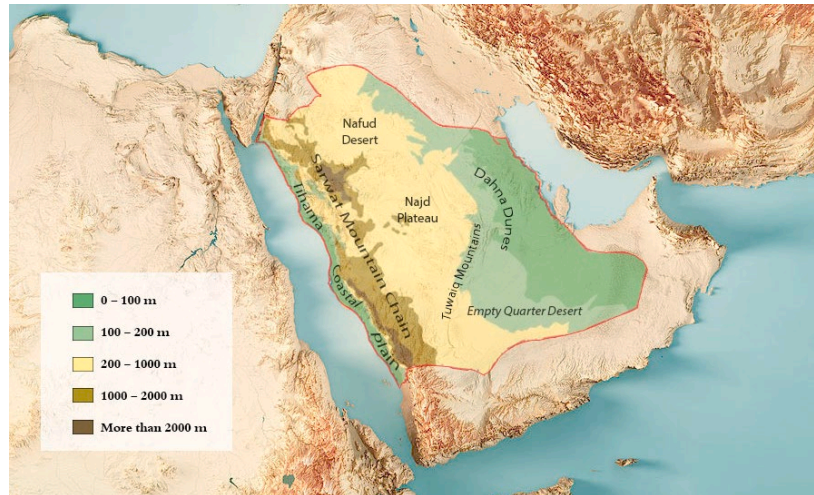 Nafud
Desert
Sarwat Mountain Chain
Tihama
Coastal
Plain
Najd
Plateau
Dahna Dunes
Tuwaiq Mountains
Empty Quarter Desert
0 – 100 m
100 – 200 m
200 – 1000 m
1000 – 2000 m
More than 2000 m